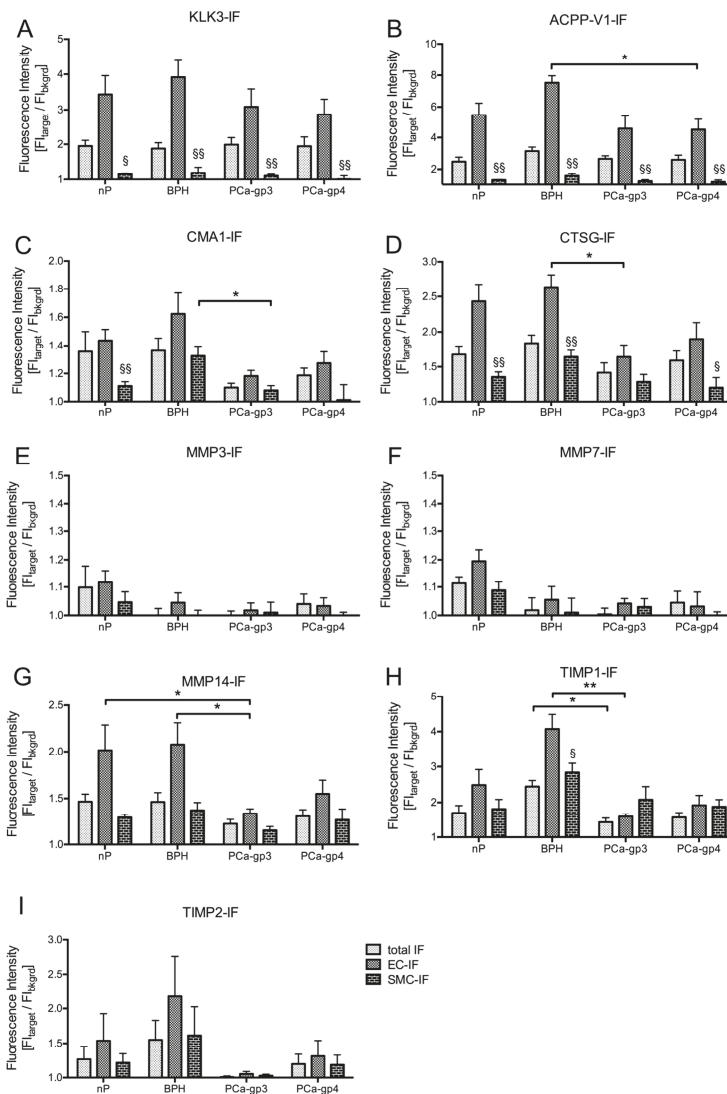 A
KLK3-IF
Fluorescence Intensity
[FItarge / FIbkgrd]
5
4
3
2
1
§
§§
§§
§§
nP
BPH
PCa-gp3
PCa-gp4
B
ACPP-V1-IF
Fluorescence Intensity
[FItarget / FIbkgrd]
10
8
6
4
2
*
§§
§§
§§
§§
nP
BPH
PCa-gp3
PCa-gp4
C
CMA1-IF
Fluorescence Intensity
[FItarget / FIbkgrd]
2.0
1.8
1.6
1.4
1.2
1.0
*
§§
nP
BPH
PCa-gp3
PCa-gp4
D
CTSG-IF
Fluorescence Intensity
[FItarget / FIbkgrd]
3.0
2.5
2.0
1.5
1.0
*
§§
§§
§
nP
BPH
PCa-gp3
PCa-gp4
E
MMP3-IF
Fluorescence Intensity
[FItarget / FIbkgrd]
1.5
1.4
1.3
1.2
1.1
1.0
nP
BPH
PCa-gp3
PCa-gp4
F
MMP7-IF
Fluorescence Intensity
[FItarget / FIbkgrd]
1.5
1.4
1.3
1.2
1.1
1.0
nP
BPH
PCa-gp3
PCa-gp4
G
MMP14-IF
Fluorescence Intensity
[FItarget / FIbkgrd]
2.5
2.0
1.5
1.0
*
*
nP
BPH
PCa-gp3
PCa-gp4
H
TIMP1-IF
Fluorescence Intensity
[FItarget / FIbkgrd]
5
4
3
2
1
**
*
§
nP
BPH
PCa-gp3
PCa-gp4
I
TIMP2-IF
Fluorescence Intensity
[FItarget / FIbkgrd]
3.0
2.5
2.0
1.5
1.0
nP
BPH
PCa-gp3
PCa-gp4
total IF
EC-IF
SMC-IF